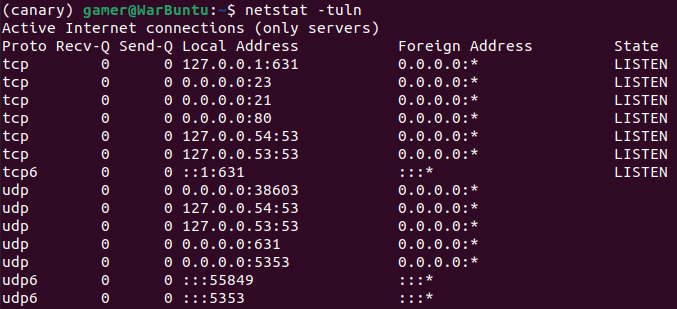 (canary) gamer@WarBuntu:~$ netstat -tuln
Active Internet connections (only servers)
Proto Recv-Q Send-Q Local Address           Foreign Address         State
tcp        0      0 127.0.0.1:631           0.0.0.0:*               LISTEN
tcp        0      0 0.0.0.0:23              0.0.0.0:*               LISTEN
tcp        0      0 0.0.0.0:21              0.0.0.0:*               LISTEN
tcp        0      0 0.0.0.0:80              0.0.0.0:*               LISTEN
tcp        0      0 127.0.0.54:53           0.0.0.0:*               LISTEN
tcp        0      0 127.0.0.53:53           0.0.0.0:*               LISTEN
tcp6       0      0 ::1:631                 :::*                    LISTEN
udp        0      0 0.0.0.0:38603           0.0.0.0:*
udp        0      0 127.0.0.54:53           0.0.0.0:*
udp        0      0 127.0.0.53:53           0.0.0.0:*
udp        0      0 0.0.0.0:631             0.0.0.0:*
udp        0      0 0.0.0.0:5353            0.0.0.0:*
udp6       0      0 :::55849                :::*
udp6       0      0 :::5353                 :::*